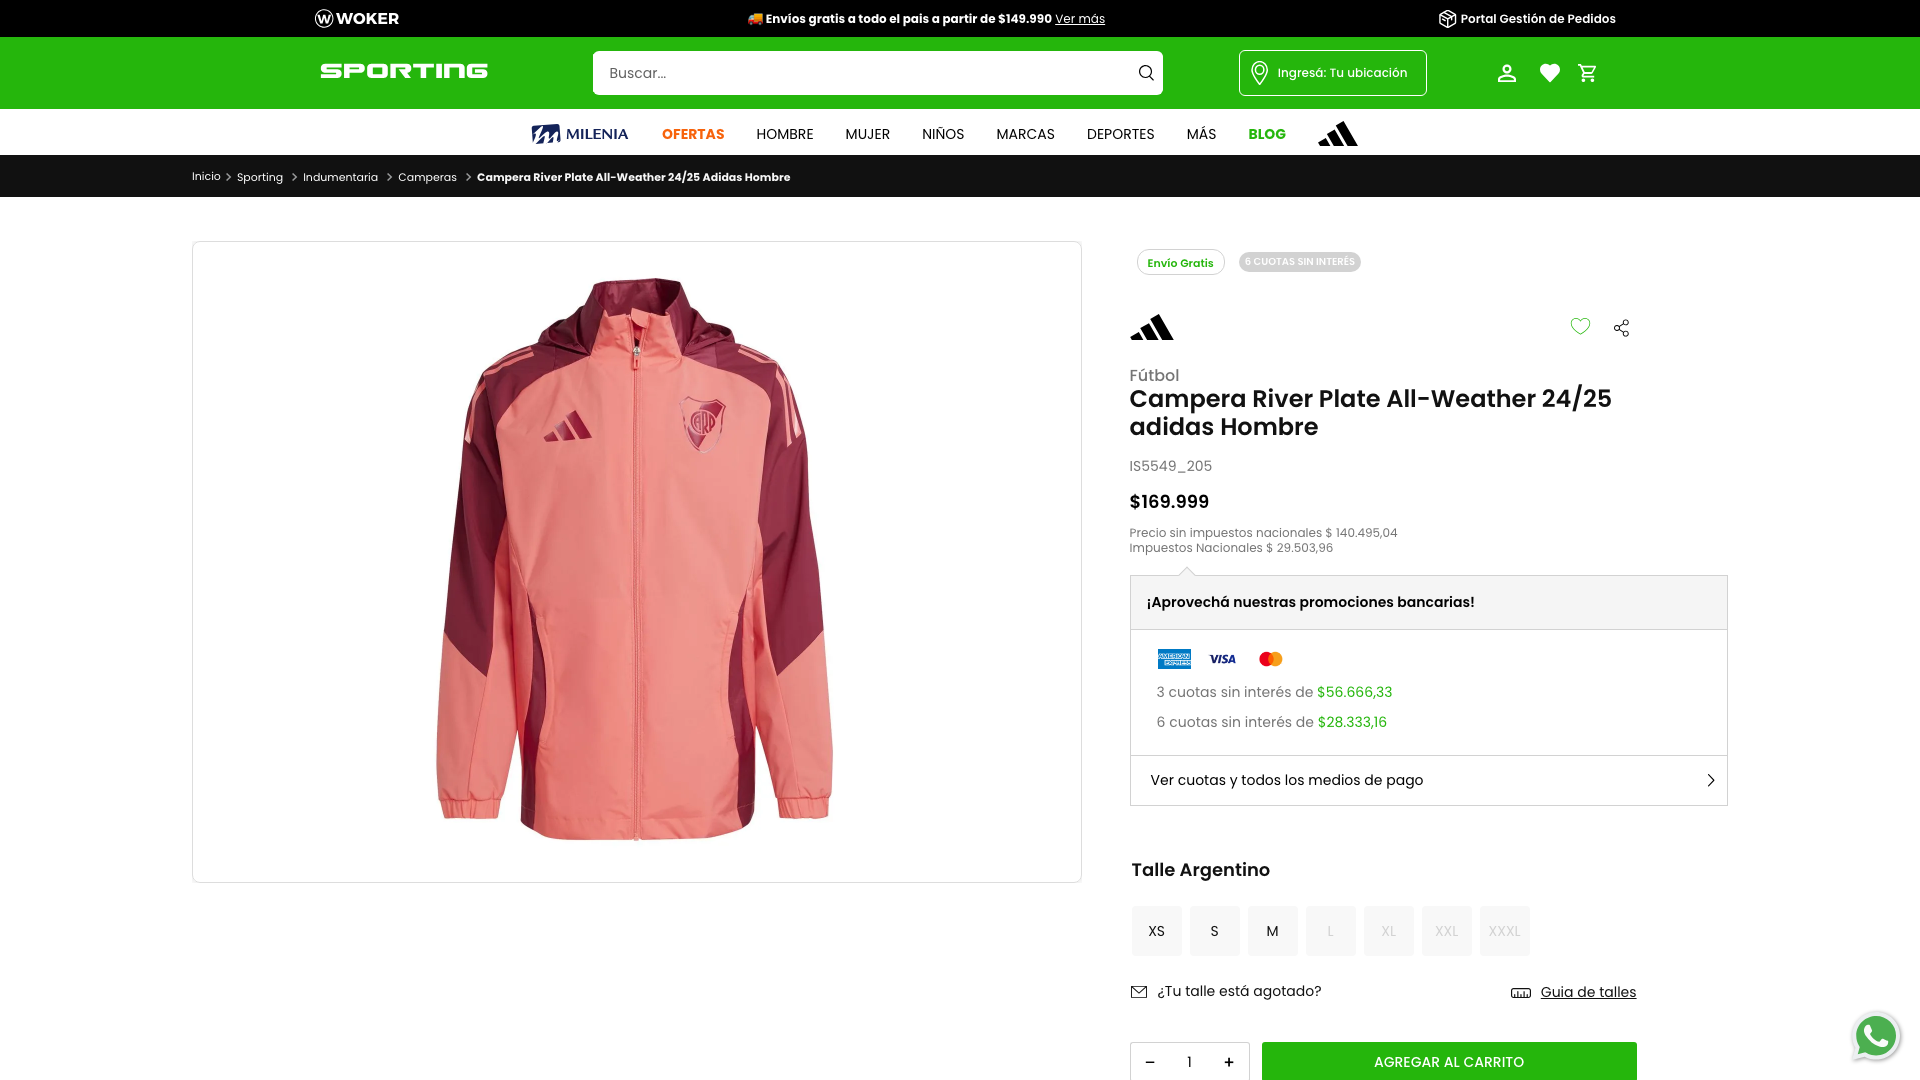 WOKER
Envíos gratis a todo el pais a partir de $149.990 Ver más
Portal Gestión de Pedidos
SPORTING
Buscar...
Ingresá: Tu ubicación
MILENIA
OFERTAS
HOMBRE
MUJER
NIÑOS
MARCAS
DEPORTES
MÁS
BLOG
Inicio
Sporting
Indumentaria
Camperas
Campera River Plate All-Weather 24/25 Adidas Hombre
CARP
Envío Gratis
6 CUOTAS SIN INTERÉS
Fútbol
Campera River Plate All-Weather 24/25
adidas Hombre
IS5549_205
$169.999
Precio sin impuestos nacionales $ 140.495,04
Impuestos Nacionales $ 29.503,96
¡Aprovechá nuestras promociones bancarias!
AMERICAN
EXPRESS
VISA
3 cuotas sin interés de $56.666,33
6 cuotas sin interés de $28.333,16
Ver cuotas y todos los medios de pago
Talle Argentino
XS
S
M
L
XL
XXL
XXXL
¿Tu talle está agotado?
Guia de talles
− 1 +
AGREGAR AL CARRITO